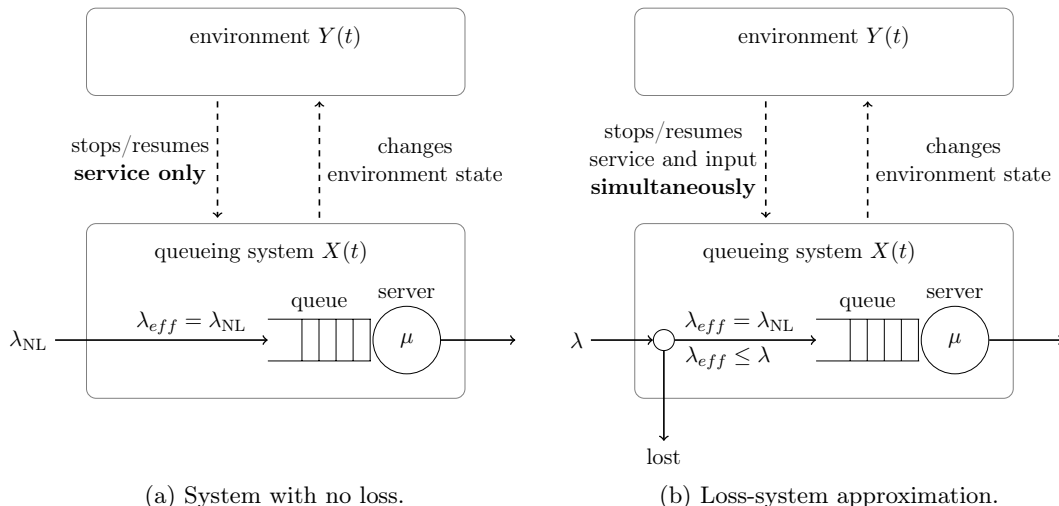 environment Y(t)
stops/resumes
service only
changes
environment state
queueing system X(t)
queue
server
λ_NL
λ_eff = λ_NL
μ
(a) System with no loss.
environment Y(t)
stops/resumes
service and input
simultaneously
changes
environment state
queueing system X(t)
queue
server
λ
λ_eff = λ_NL
λ_eff ≤ λ
μ
lost
(b) Loss-system approximation.